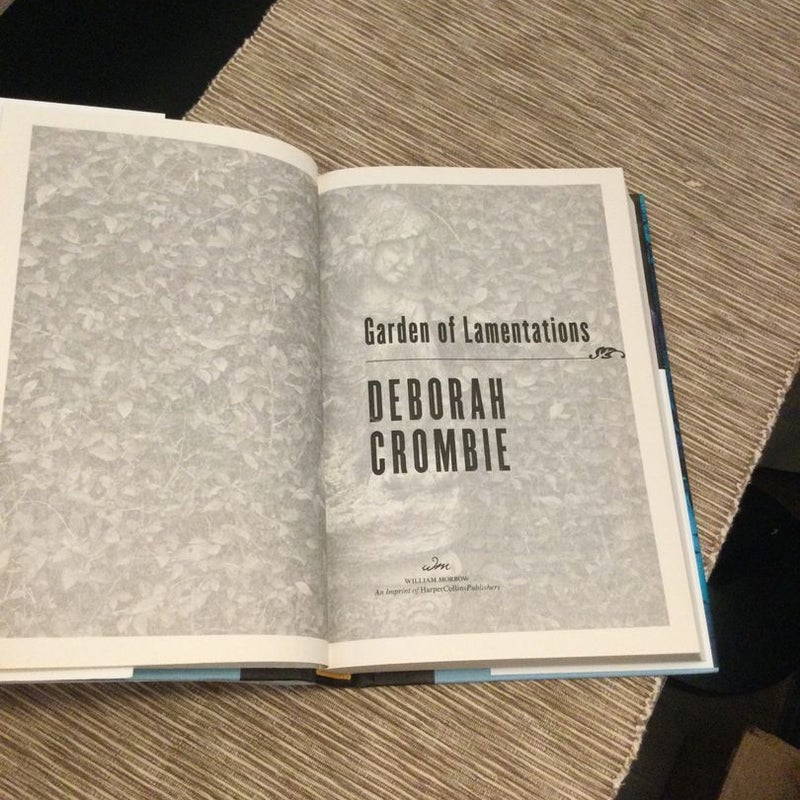 Garden of Lamentations
DEBORAH
CROMBIE
wm
WILLIAM MORROW
An Imprint of HarperCollinsPublishers